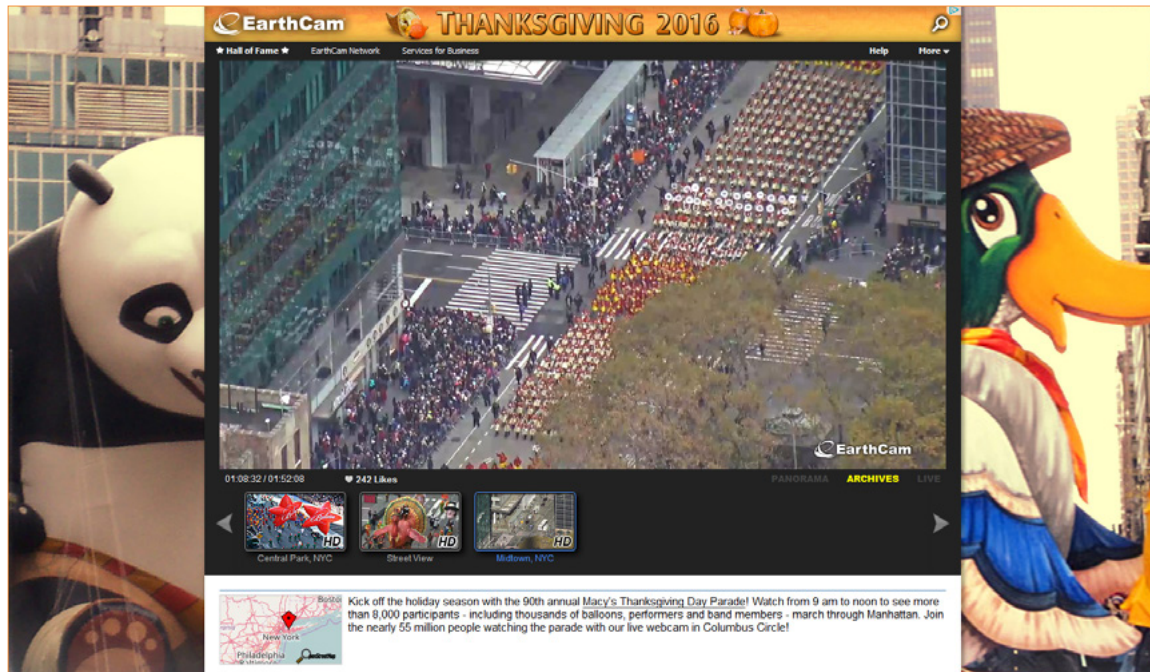 EarthCam
THANKSGIVING 2016
★ Hall of Fame ★ EarthCam Network Services for Business Help More
EarthCam
01:08:32 / 01:52:08 ♥ 242 Likes PANORAMA ARCHIVES LIVE
HD HD HD
Central Park, NYC Street View Midtown, NYC
Kick off the holiday season with the 90th annual Macy's Thanksgiving Day Parade! Watch from 9 am to noon to see more
than 8,000 participants - including thousands of balloons, performers and band members - march through Manhattan. Join
the nearly 55 million people watching the parade with our live webcam in Columbus Circle!
New York
Philadelphia